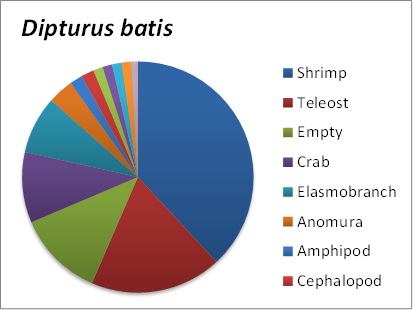 Dipturus batis
Shrimp
Teleost
Empty
Crab
Elasmobranch
Anomura
Amphipod
Cephalopod